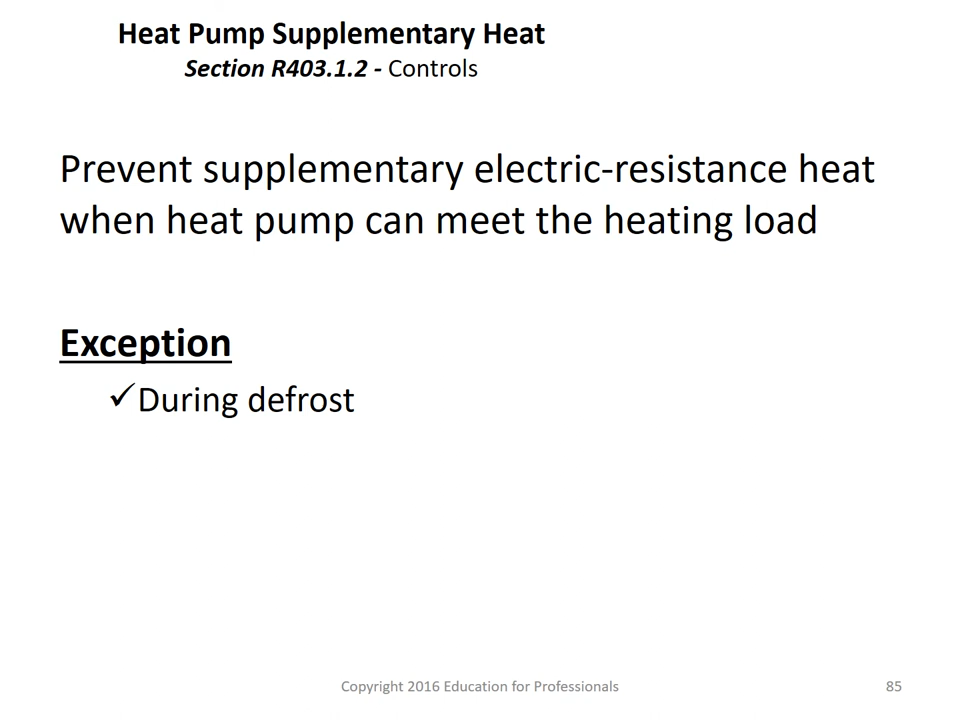 Heat Pump Supplementary Heat
Section R403.1.2 - Controls
Prevent supplementary electric-resistance heat
when heat pump can meet the heating load
Exception
✓During defrost
Copyright 2016 Education for Professionals
85